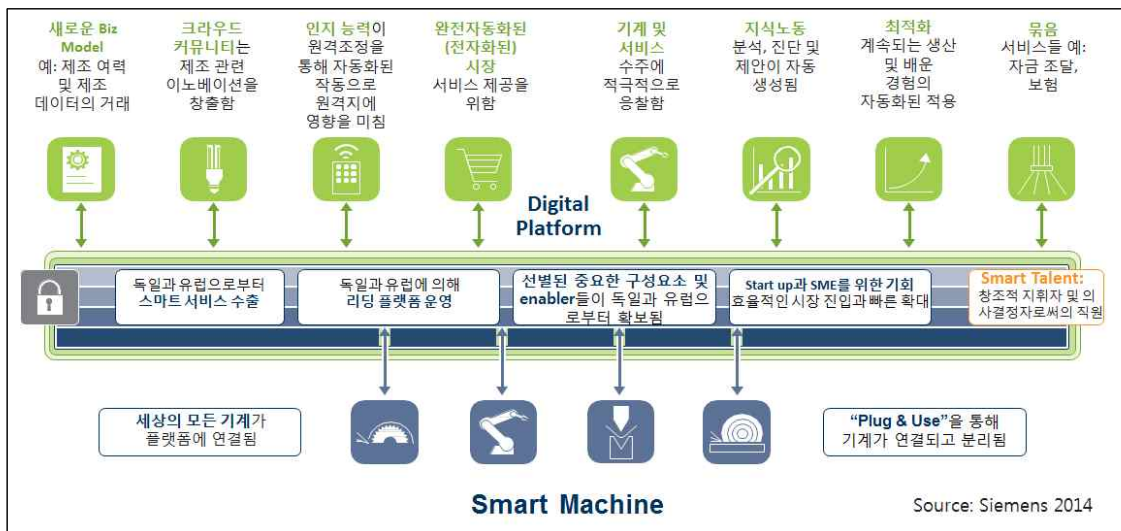 새로운 Biz
Model
예: 제조 여력
및 제조
데이터의 거래
크라우드
커뮤니티는
제조 관련
이노베이션을
창출함
인지 능력이
원격조정을
통해 자동화된
작동으로
원격지에
영향을 미침
완전자동화된
(전자화된)
시장
서비스 제공을
위함
기계 및
서비스
수주에
적극적으로
응찰함
지식노동
분석, 진단 및
제안이 자동
생성됨
최적화
계속되는 생산
및 배운
경험의
자동화된 적용
묶음
서비스들 예:
자금 조달,
보험
Digital
Platform
독일과 유럽으로부터
스마트 서비스 수출
독일과 유럽에 의해
리딩 플랫폼 운영
선별된 중요한 구성요소 및
enabler들이 독일과 유럽으
로부터 확보됨
Start up과 SME를 위한 기회
효율적인 시장 진입과 빠른 확대
Smart Talent:
창조적 지휘자 및 의
사결정자로써의 직원
세상의 모든 기계가
플랫폼에 연결됨
“Plug & Use”을 통해
기계가 연결되고 분리됨
Smart Machine
Source: Siemens 2014